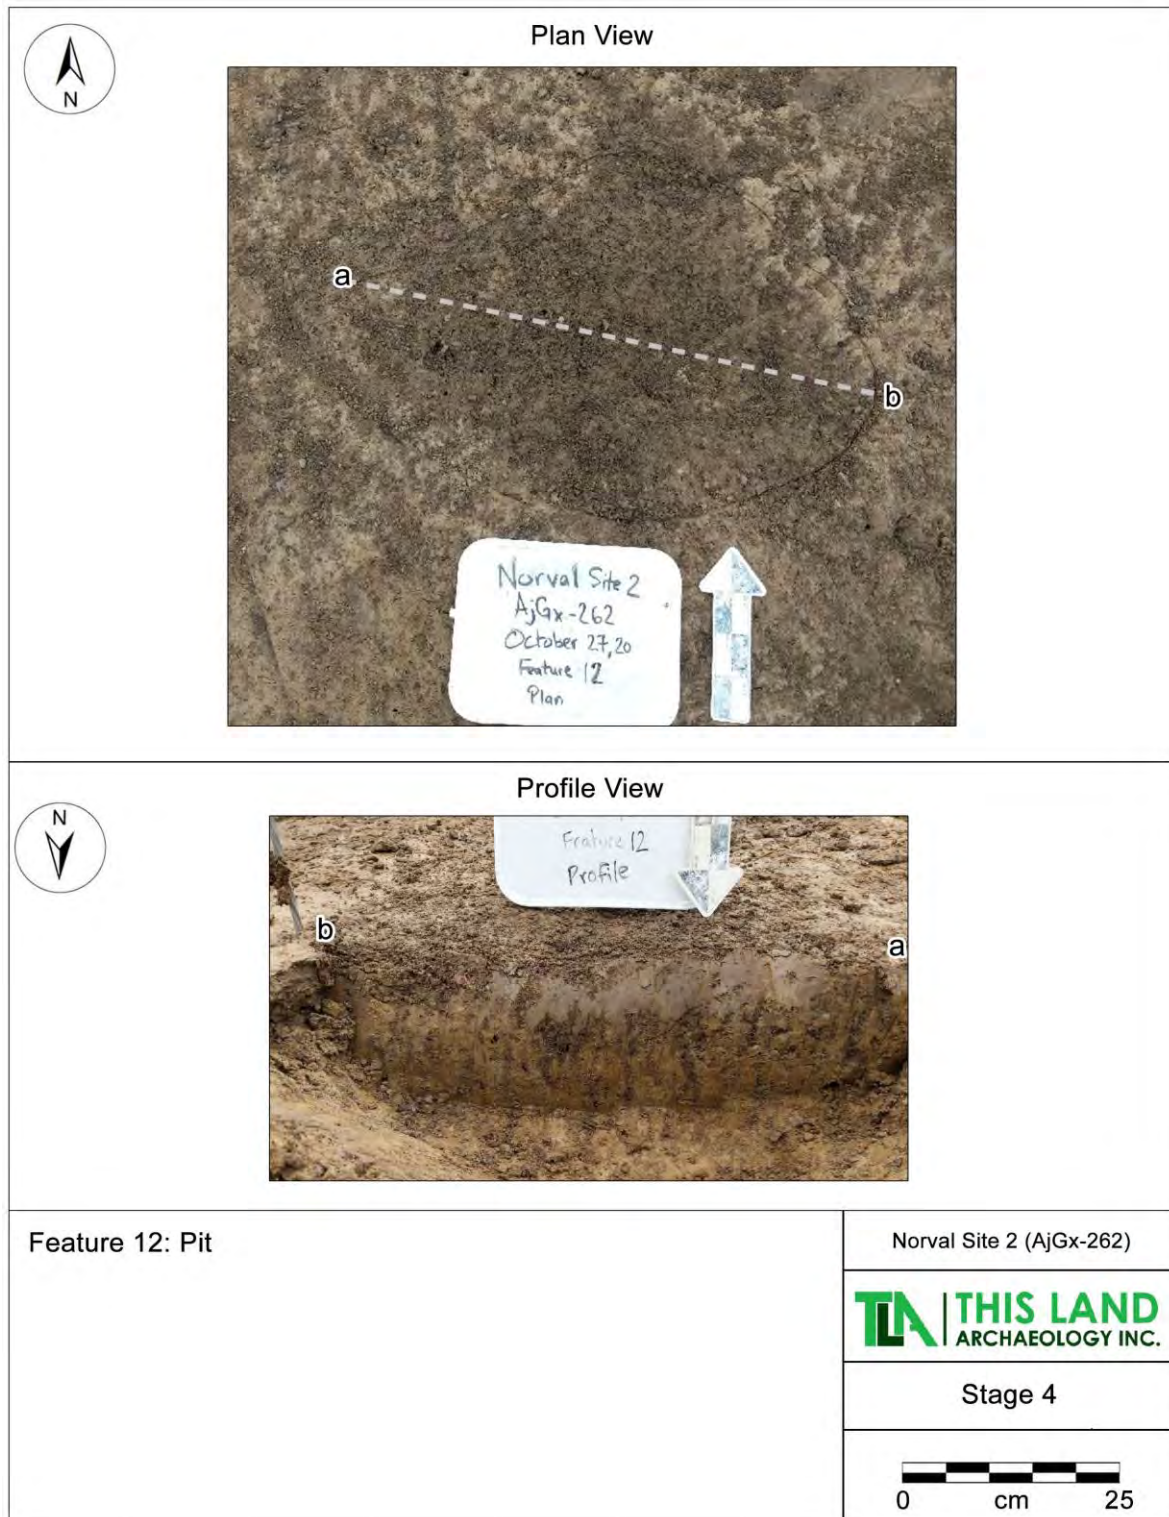 Plan View
N
a
b
Norval Site 2
AjGx-262
October 27, 20
Feature 12
Plan
Profile View
N
Feature 12
Profile
b
a
Feature 12: Pit
Norval Site 2 (AjGx-262)
TLA THIS LAND
ARCHAEOLOGY INC.
Stage 4
0 cm 25